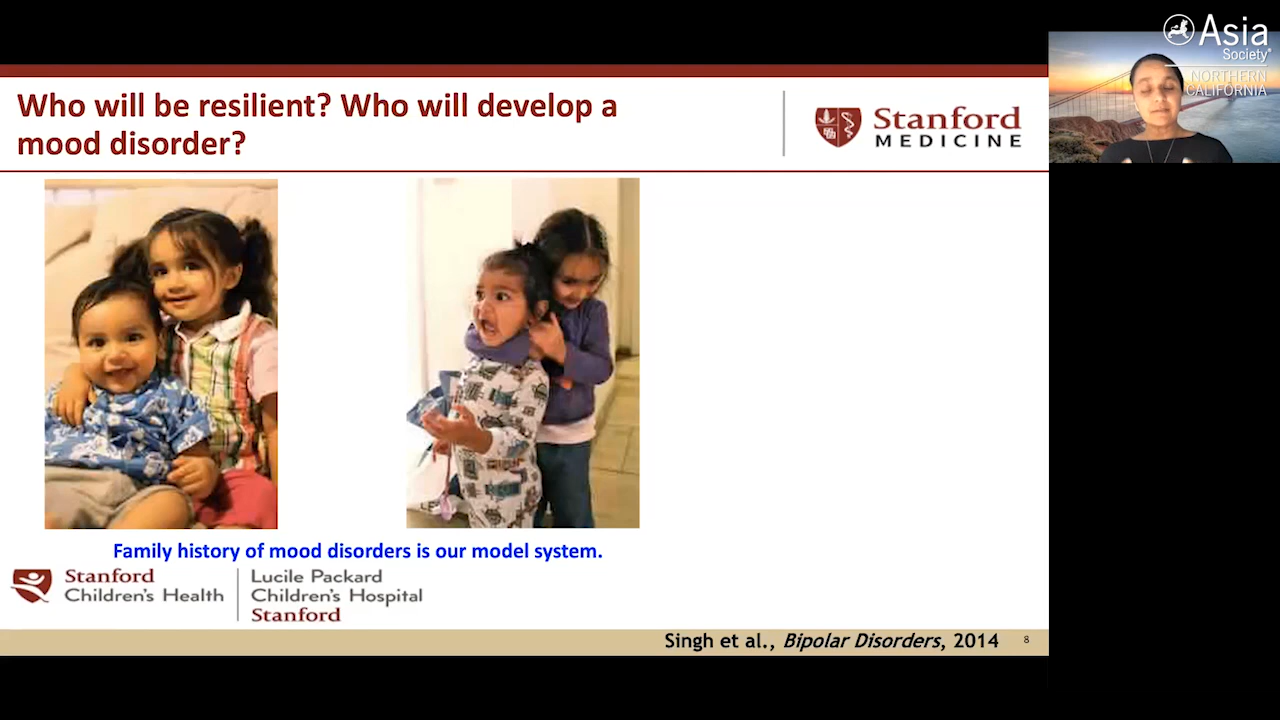 Who will be resilient? Who will develop a
mood disorder?
Stanford
MEDICINE
Asia
Society
NORTHERN
CALIFORNIA
Family history of mood disorders is our model system.
Stanford
Children's Health
Lucile Packard
Children's Hospital
Stanford
Singh et al., Bipolar Disorders, 2014
8